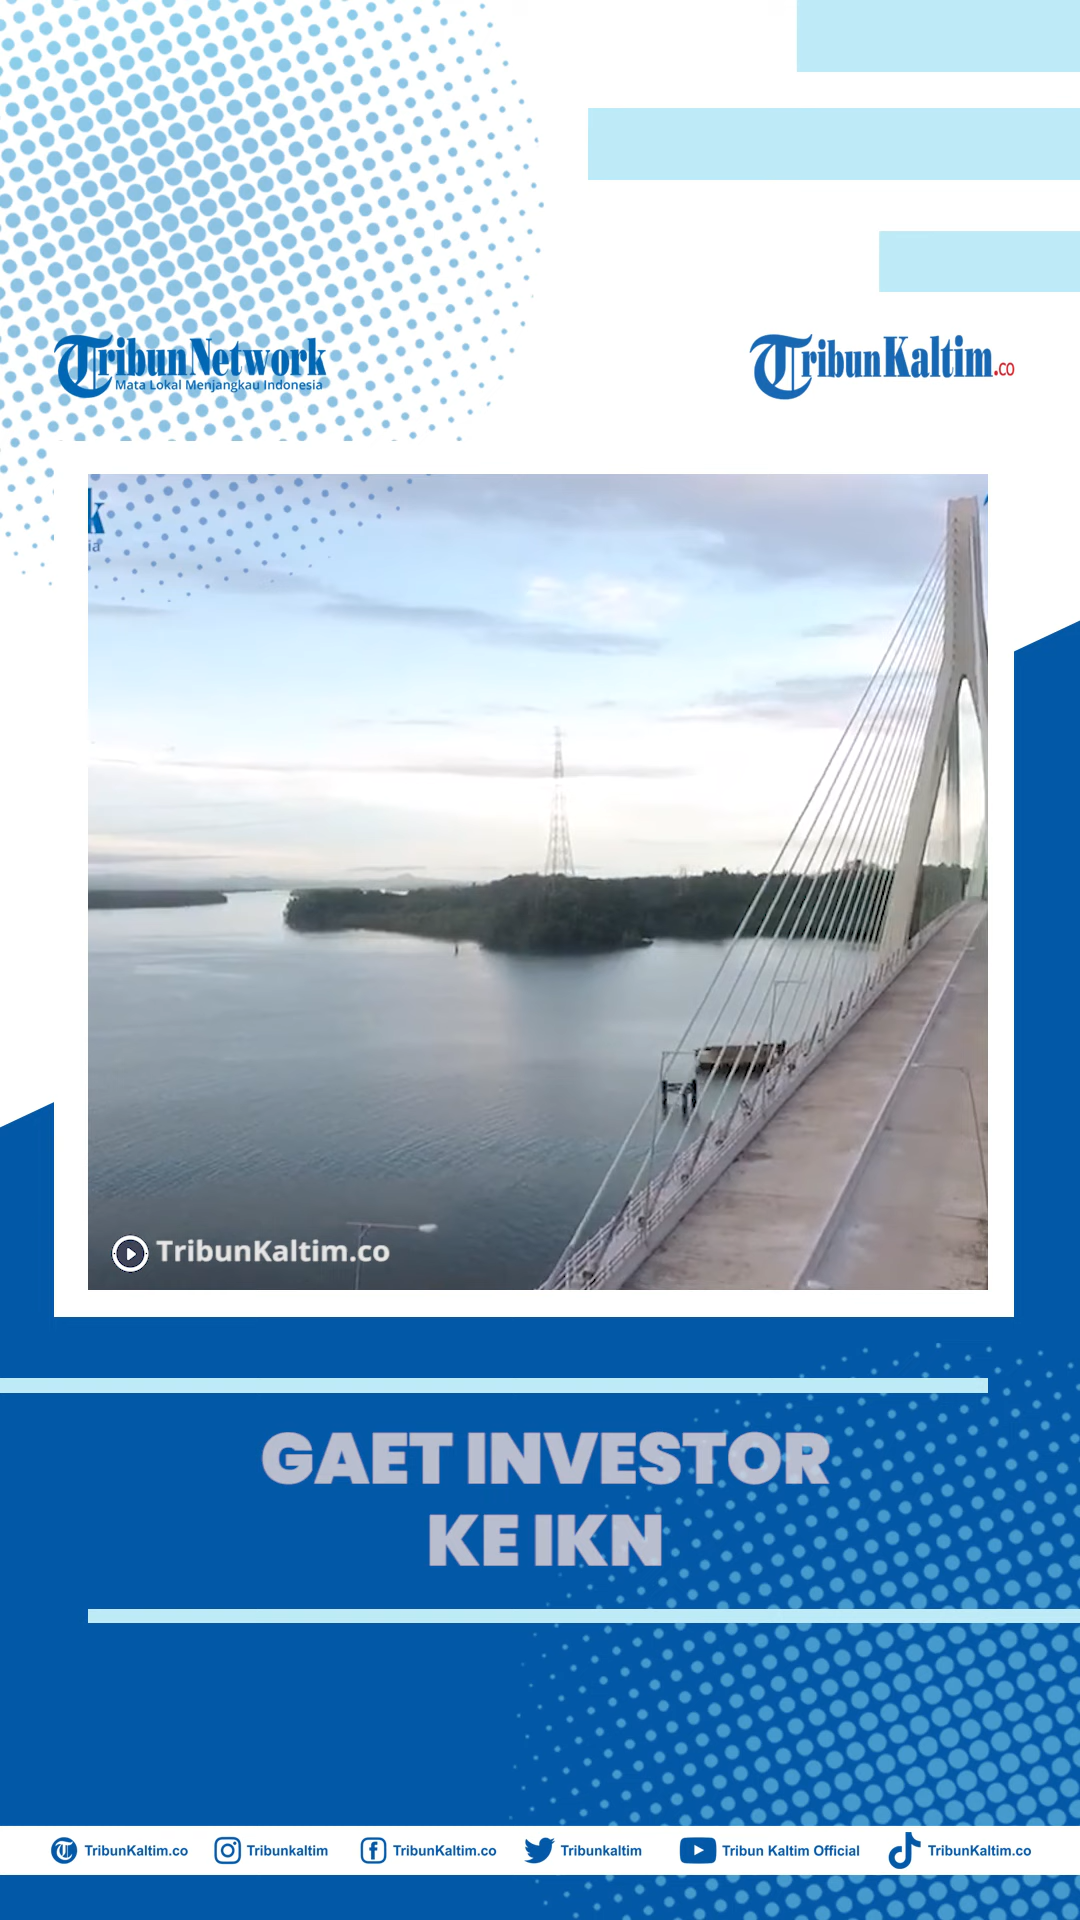 TribunNetwork
Mata Lokal Menjangkau Indonesia
TribunKaltim.co
k
ia
TribunKaltim.co
GAET INVESTOR
KE IKN
TribunKaltim.co
Tribunkaltim
TribunKaltim.co
Tribunkaltim
Tribun Kaltim Official
TribunKaltim.co